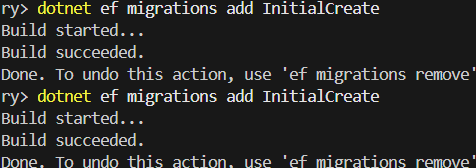 ry> dotnet ef migrations add InitialCreate
Build started...
Build succeeded.
Done. To undo this action, use 'ef migrations remove'
ry> dotnet ef migrations add InitialCreate
Build started...
Build succeeded.
Done. To undo this action, use 'ef migrations remove'